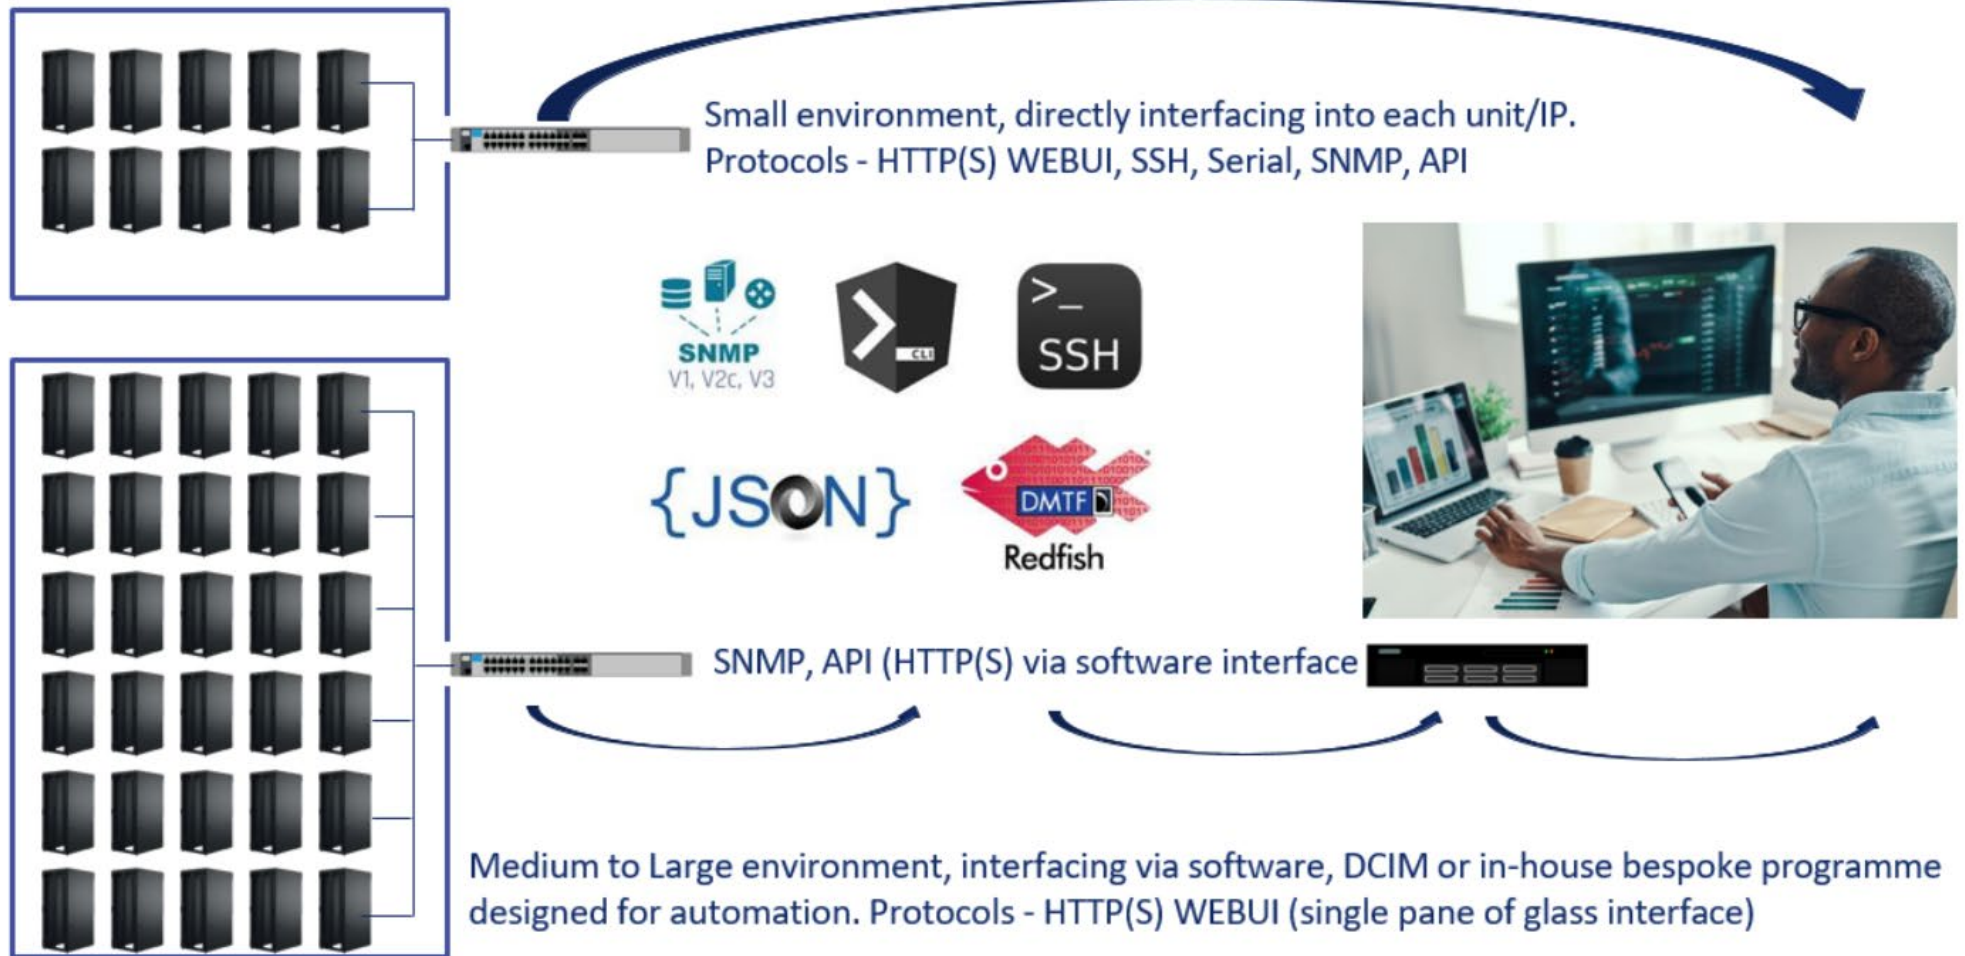 Small environment, directly interfacing into each unit/IP.
Protocols - HTTP(S) WEBUI, SSH, Serial, SNMP, API
SNMP
V1, V2c, V3
CLI
>_
SSH
{JSON}
DMTF
Redfish
SNMP, API (HTTP(S) via software interface
Medium to Large environment, interfacing via software, DCIM or in-house bespoke programme
designed for automation. Protocols - HTTP(S) WEBUI (single pane of glass interface)